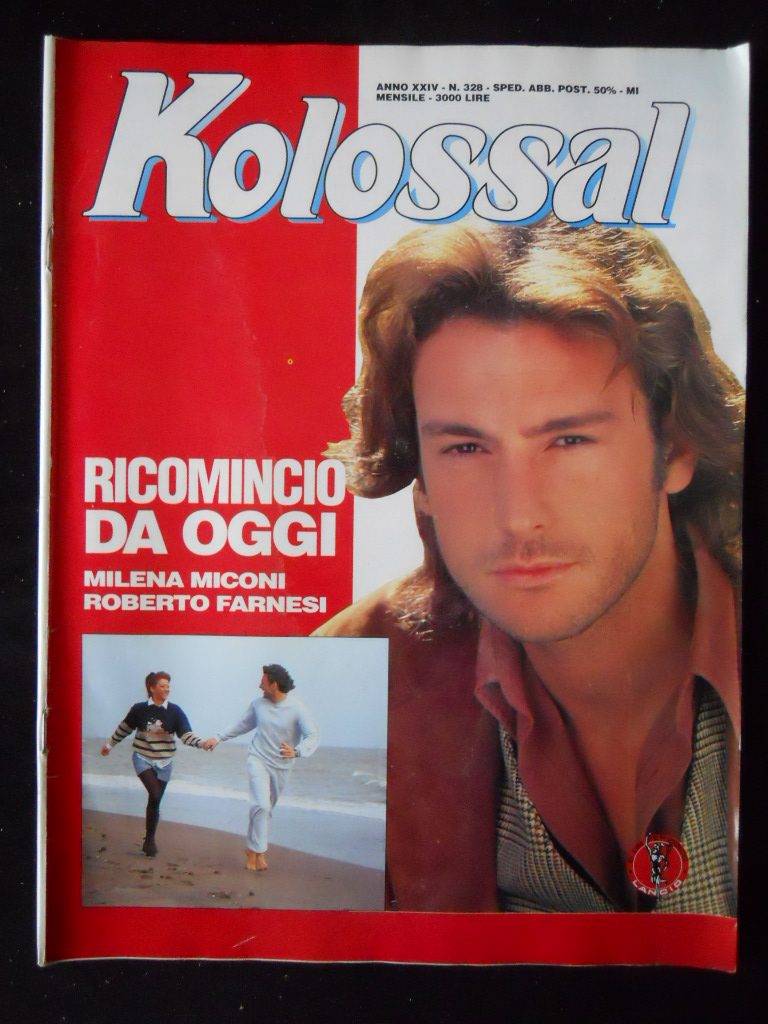 ANNO XXIV - N. 328 - SPED. ABB. POST. 50% - MI
MENSILE - 3000 LIRE
Kolossal
RICOMINCIO
DA OGGI
MILENA MICONI
ROBERTO FARNESI
LANCIO